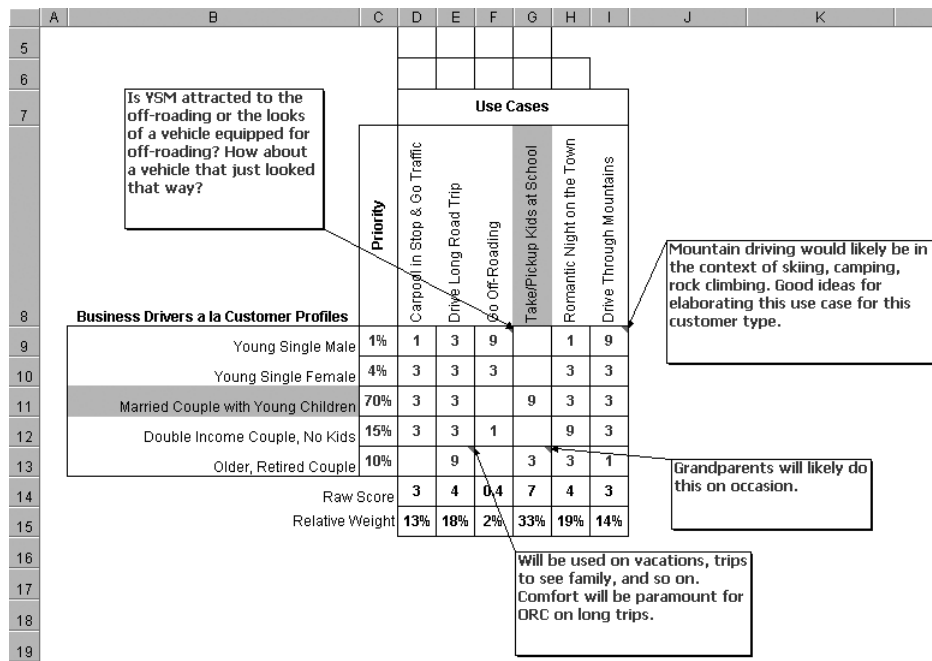 A B C D E F G H I J K
5
6
7 Use Cases
Is YSM attracted to the
off-roading or the looks
of a vehicle equipped for
off-roading? How about
a vehicle that just looked
that way?
8 Business Drivers a la Customer Profiles
Priority
Carpool in Stop & Go Traffic
Drive Long Road Trip
Go Off-Roading
Take/Pickup Kids at School
Romantic Night on the Town
Drive Through Mountains
Mountain driving would likely be in
the context of skiing, camping,
rock climbing. Good ideas for
elaborating this use case for this
customer type.
9 Young Single Male 1% 1 3 9 1 9
10 Young Single Female 4% 3 3 3 3 3
11 Married Couple with Young Children 70% 3 3 9 3 3
12 Double Income Couple, No Kids 15% 3 3 1 9 3
13 Older, Retired Couple 10% 9 3 3 1
Grandparents will likely do
this on occasion.
14 Raw Score 3 4 0.4 7 4 3
15 Relative Weight 13% 18% 2% 33% 19% 14%
16
Will be used on vacations, trips
to see family, and so on.
Comfort will be paramount for
ORC on long trips.
17
18
19